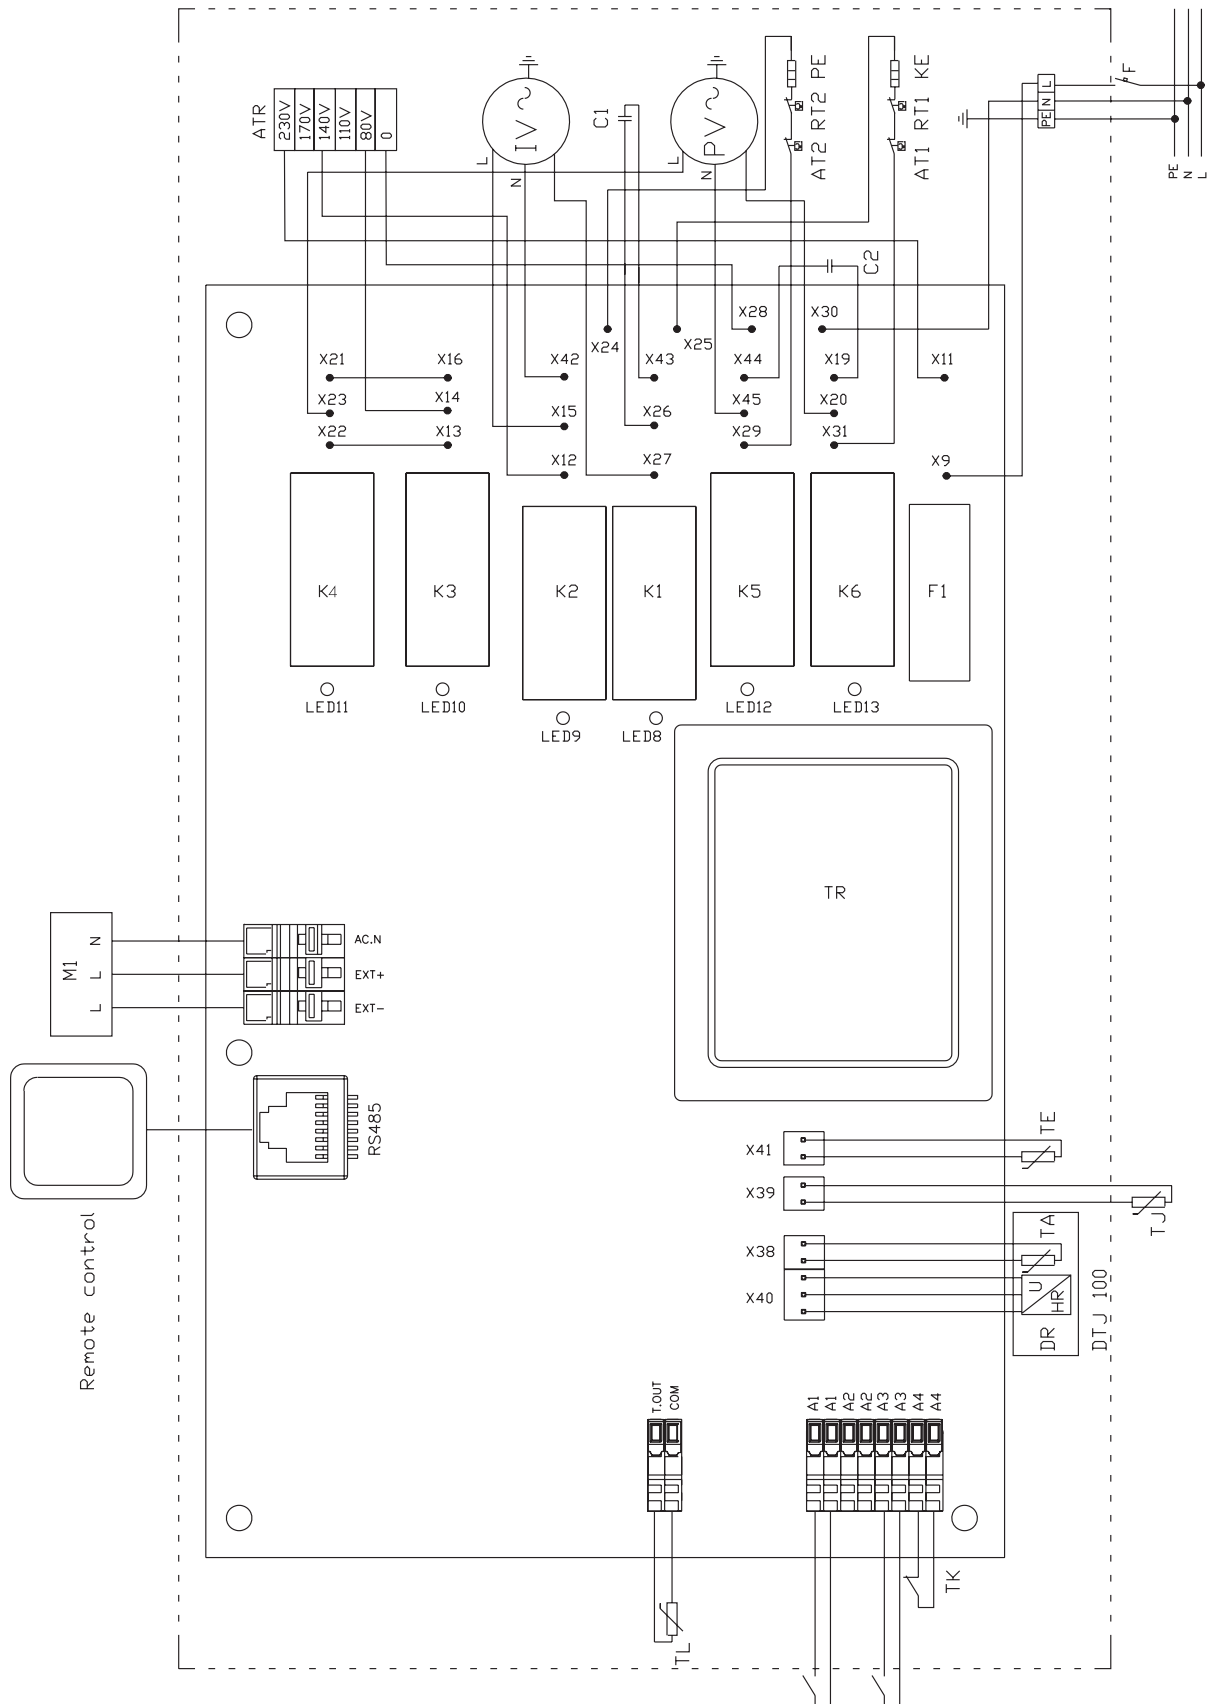 ATR
230V
170V
140V
110V
80V
0
IV
L
N
C1
PV
L
N
AT2 RT2 PE
AT1 RT1 KE
C2
PE N L
F
PE
N
L
X28
X30
X24
X25
X21
X16
X42
X43
X44
X19
X11
X23
X14
X15
X26
X45
X20
X22
X13
X12
X27
X29
X31
X9
K4
K3
K2
K1
K5
K6
F1
LED11
LED10
LED9
LED8
LED12
LED13
TR
M1
N
L
L
AC.N
EXT+
EXT-
RS485
Remote control
X41
X39
X38
X40
TE
TJ
TA
U
HR
DR
DTJ 100
T.OUT
COM
A1
A1
A2
A2
A3
A3
A4
A4
TL
TK